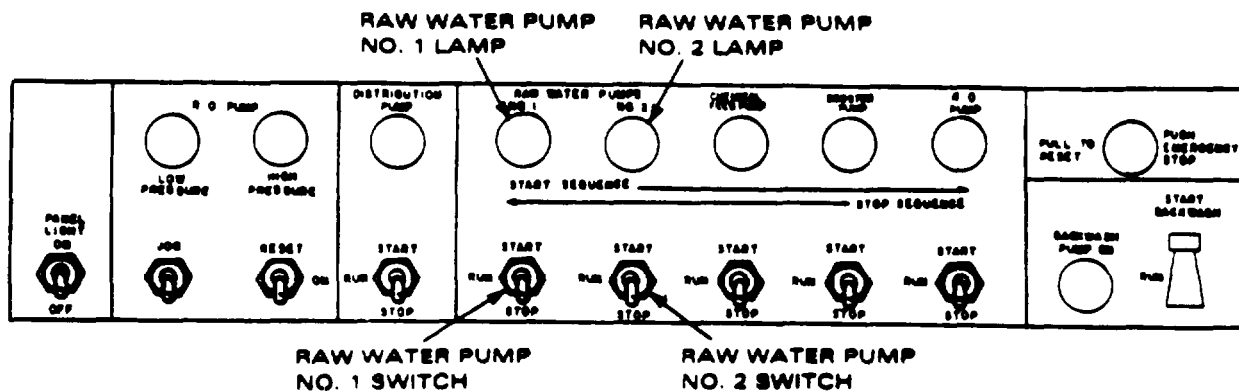 RAW WATER PUMP
NO. 1 LAMP
RAW WATER PUMP
NO. 2 LAMP
R O PUMP
DISTRIBUTION
PUMP
RAW WATER PUMPS
NO 1
NO 2
CHEMICAL
FEED PUMP
BOOSTER
PUMP
R O
PUMP
LOW
PRESSURE
HIGH
PRESSURE
PULL TO
RESET
PUSH
EMERGENCY
STOP
START SEQUENCE
STOP SEQUENCE
PANEL
LIGHT
ON
OFF
JOG
RESET
ON
START
RUN
STOP
START
RUN
STOP
START
RUN
STOP
START
RUN
STOP
START
RUN
STOP
START
RUN
STOP
BACKWASH
PUMP ON
START
BACKWASH
RUN
RAW WATER PUMP
NO. 1 SWITCH
RAW WATER PUMP
NO. 2 SWITCH